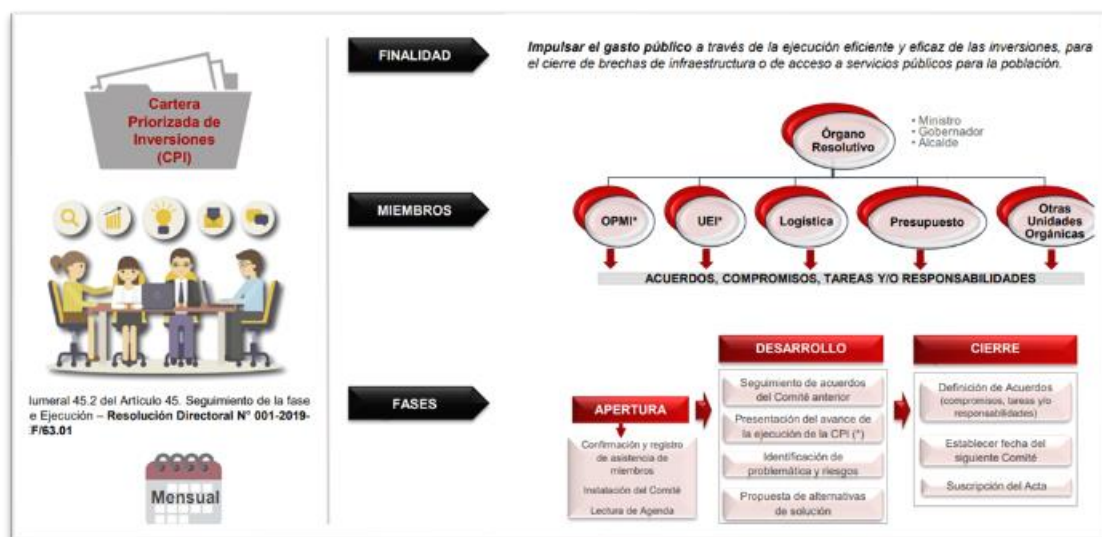 Cartera
Priorizada de
Inversiones
(CPI)
lumeral 45.2 del Artículo 45. Seguimiento de la fase
e Ejecución – Resolución Directoral N° 001-2019-
F/63.01
Mensual
FINALIDAD
Impulsar el gasto público a través de la ejecución eficiente y eficaz de las inversiones, para
el cierre de brechas de infraestructura o de acceso a servicios públicos para la población.
MIEMBROS
Órgano
Resolutivo
• Ministro
• Gobernador
• Alcalde
OPMI*
UEI*
Logística
Presupuesto
Otras
Unidades
Orgánicas
ACUERDOS, COMPROMISOS, TAREAS Y/O RESPONSABILIDADES
FASES
APERTURA
Confirmación y registro
de asistencia de
miembros
Instalación del Comité
Lectura de Agenda
DESARROLLO
Seguimiento de acuerdos
del Comité anterior
Presentación del avance de
la ejecución de la CPI (*)
Identificación de
problemática y riesgos
Propuesta de alternativas
de solución
CIERRE
Definición de Acuerdos
(compromisos, tareas y/o
responsabilidades)
Establecer fecha del
siguiente Comité
Suscripción del Acta